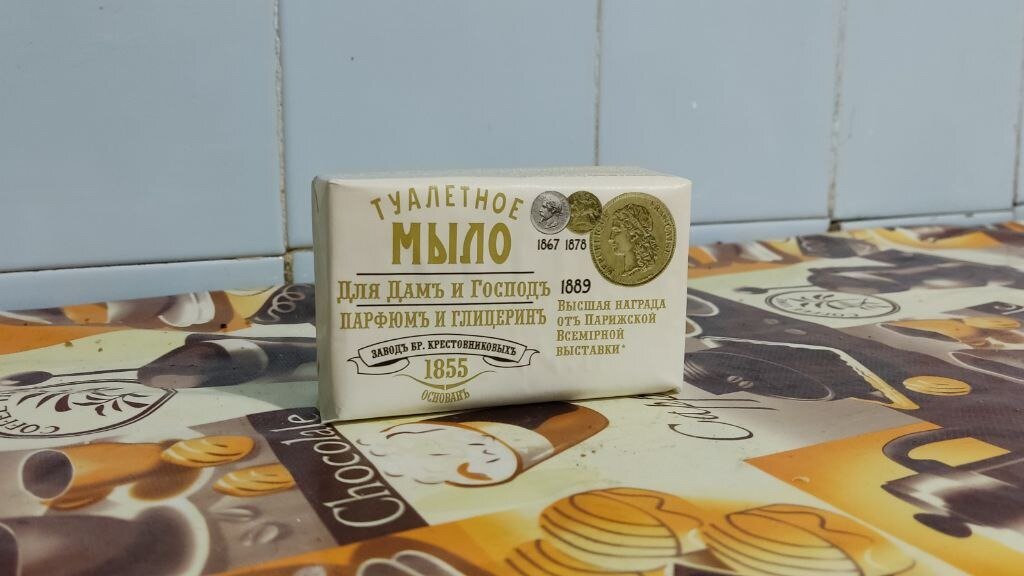 ТУАЛЕТНОЕ
МЫЛО
Для Дамъ и Господъ
ПАРФЮМЪ И ГЛИЦЕРИНЪ
ЗАВОДЪ БР. КРЕСТОВНИКОВЫХЪ
1855
ОСНОВАНЪ
1867 1878
1889
Высшая награда
отъ Парижской
Всемірной
выставки*
Chocolate